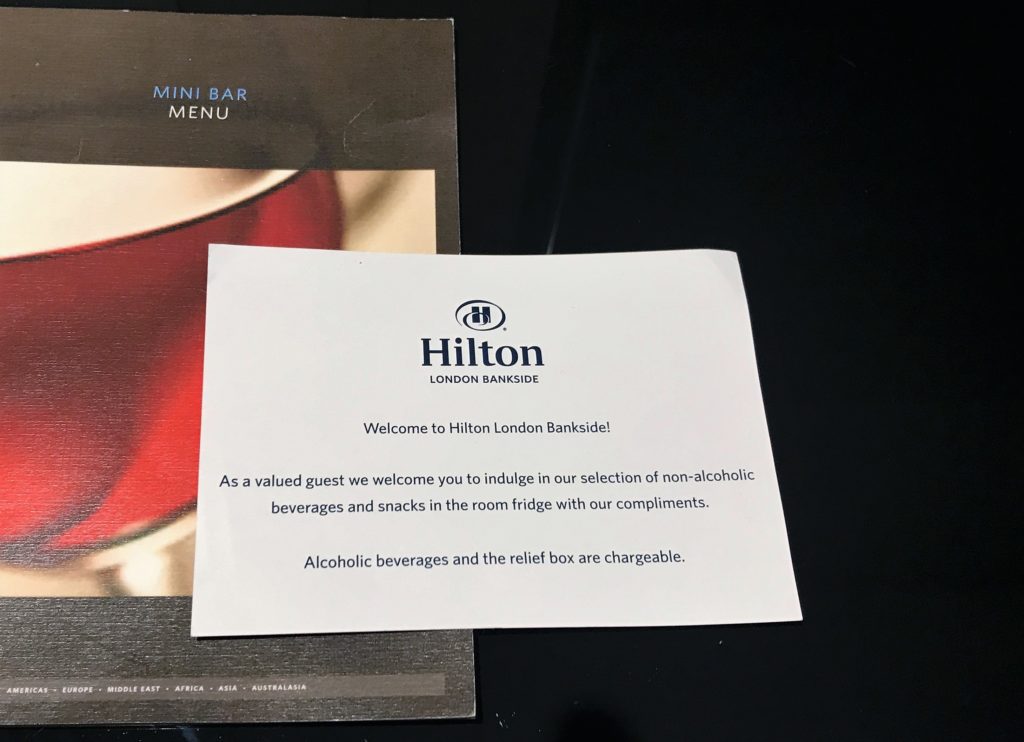 MINI BAR
MENU
Hilton
LONDON BANKSIDE
Welcome to Hilton London Bankside!
As a valued guest we welcome you to indulge in our selection of non-alcoholic
beverages and snacks in the room fridge with our compliments.
Alcoholic beverages and the relief box are chargeable.
AMERICAS · EUROPE · MIDDLE EAST · AFRICA · ASIA · AUSTRALASIA